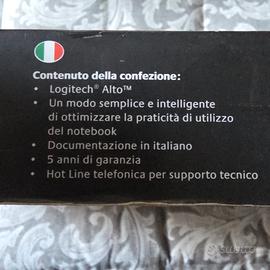 Contenuto della confezione:
• Logitech® Alto™
• Un modo semplice e intelligente
di ottimizzare la praticità di utilizzo
del notebook
• Documentazione in italiano
• 5 anni di garanzia
• Hot Line telefonica per supporto tecnico
subito